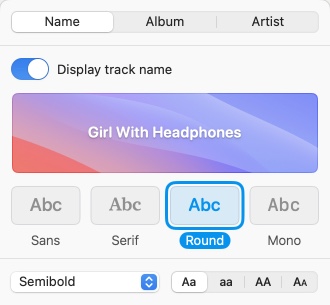 Name Album Artist
Display track name
Girl With Headphones
Abc Abc Abc Abc
Sans Serif Round Mono
Semibold Aa aa AA Aᴀ